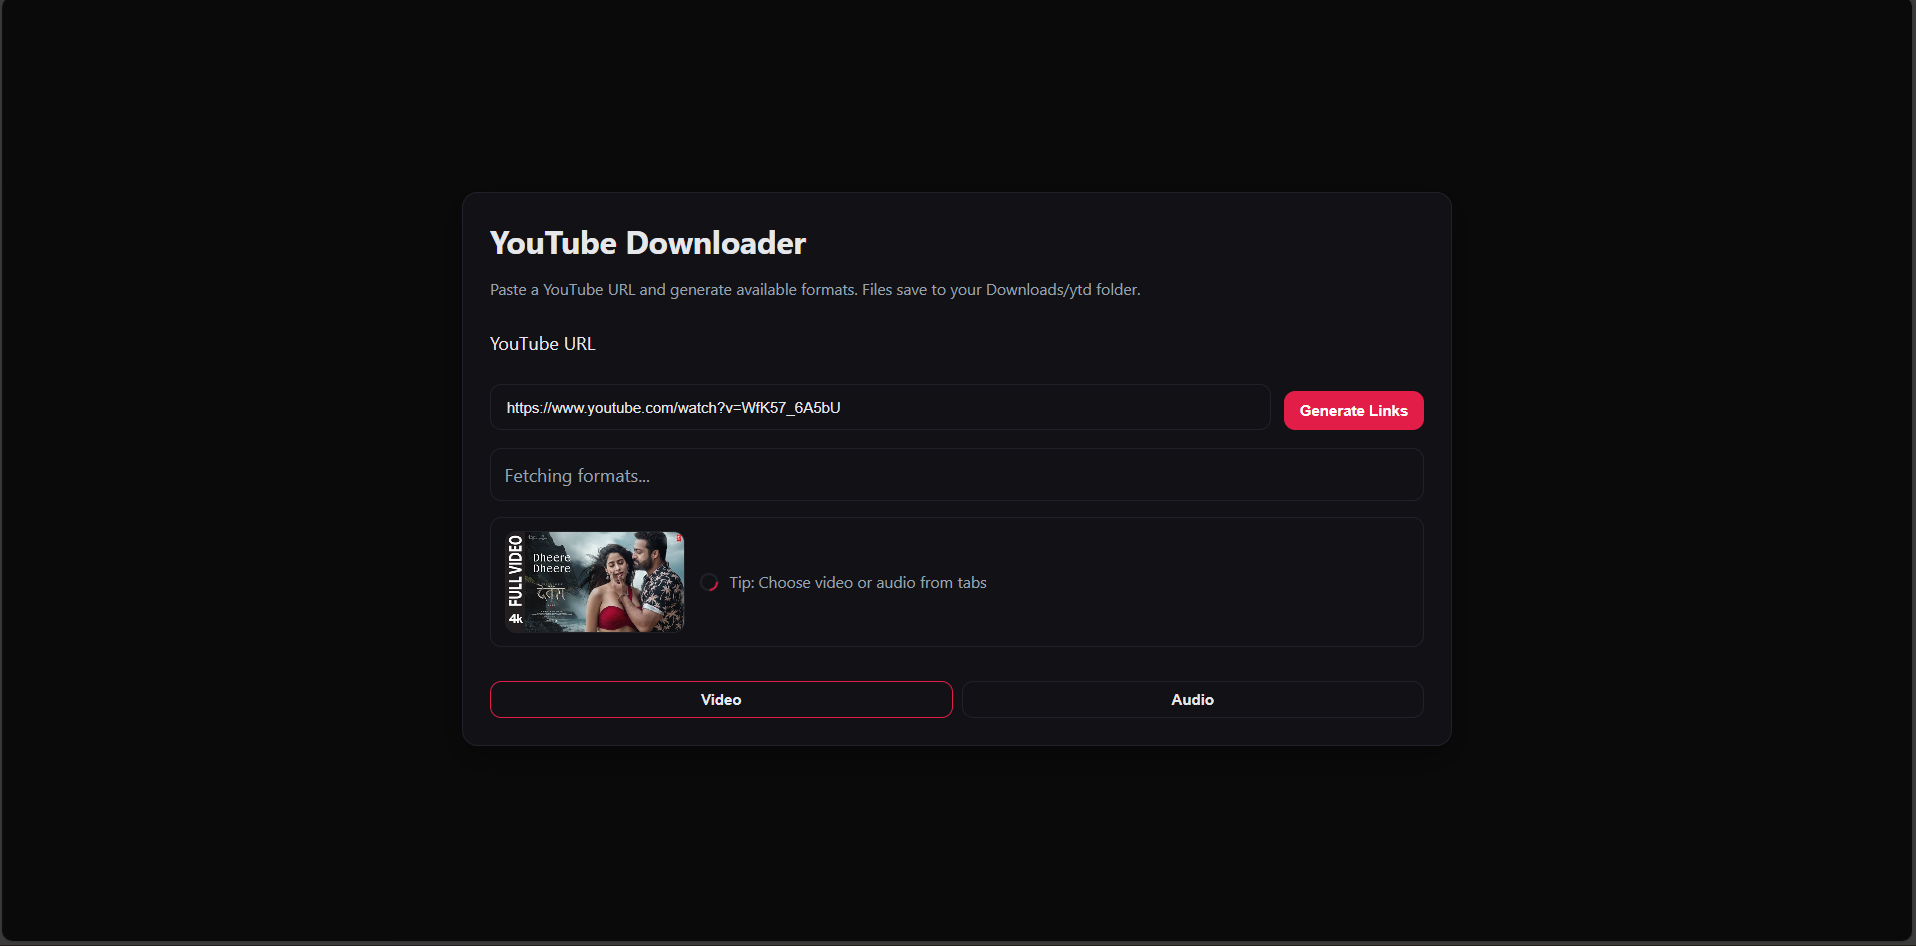 YouTube Downloader
Paste a YouTube URL and generate available formats. Files save to your Downloads/ytd folder.
YouTube URL
https://www.youtube.com/watch?v=WfK57_6A5bU
Generate Links
Fetching formats...
FULL VIDEO
4k
Dheere
Dheere
Tip: Choose video or audio from tabs
Video
Audio